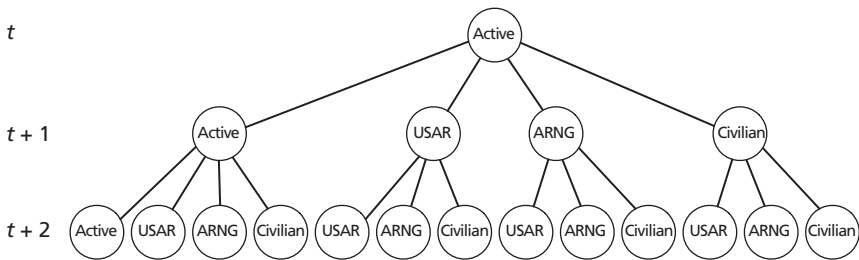 t Active
t + 1 Active USAR ARNG Civilian
t + 2 Active USAR ARNG Civilian USAR ARNG Civilian USAR ARNG Civilian USAR ARNG Civilian